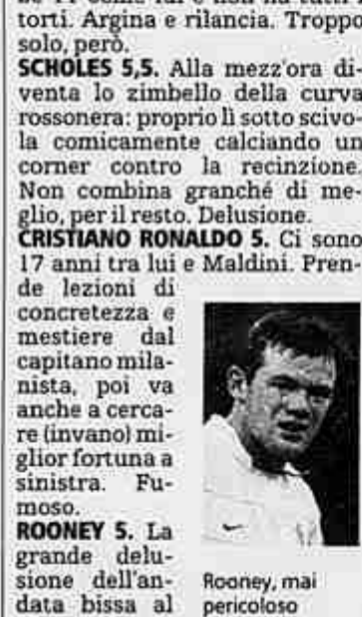 torti. Argina e rilancia. Troppo
solo, però.
SCHOLES 5,5. Alla mezz'ora di-
venta lo zimbello della curva
rossonera: proprio lì sotto scivo-
la comicamente calciando un
corner contro la recinzione.
Non combina granché di me-
glio, per il resto. Delusione.
CRISTIANO RONALDO 5. Ci sono
17 anni tra lui e Maldini. Pren-
de lezioni di
concretezza e
mestiere dal
capitano mila-
nista, poi va
anche a cerca-
re (invano) mi-
glior fortuna a
sinistra. Fu-
moso.
ROONEY 5. La
grande delu-
sione dell'an-
data bissa al
Rooney, mai
pericoloso